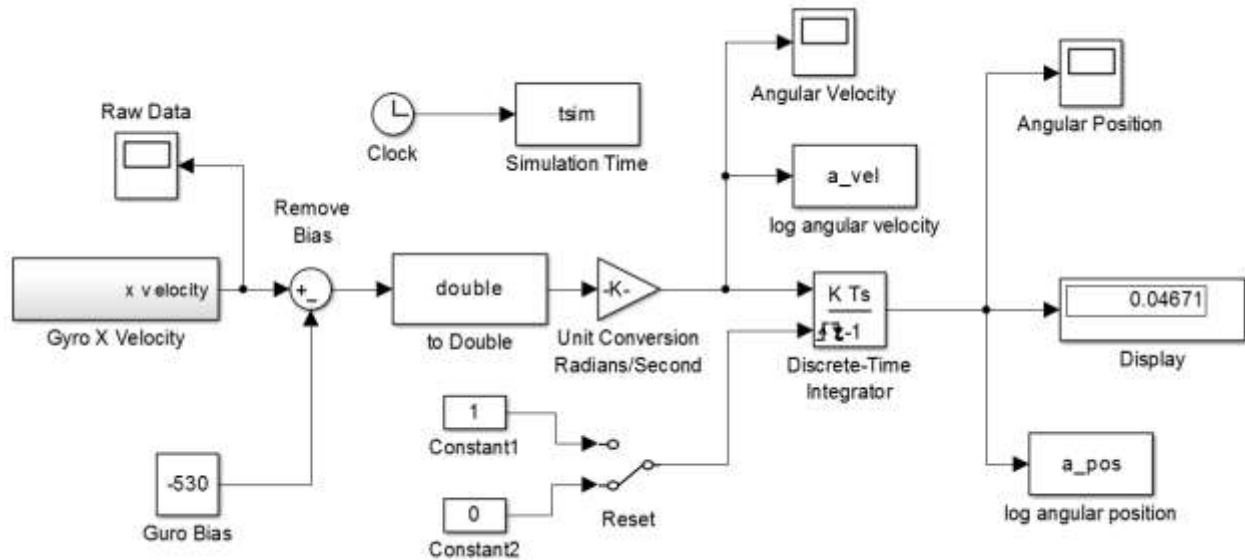 Raw Data
Clock
tsim
Simulation Time
Angular Velocity
Angular Position
a_vel
log angular velocity
Remove
Bias
x velocity
Gyro X Velocity
+
-
double
to Double
-K-
Unit Conversion
Radians/Second
K Ts
z-1
Discrete-Time
Integrator
0.04671
Display
1
Constant1
-530
Guro Bias
0
Constant2
Reset
a_pos
log angular position